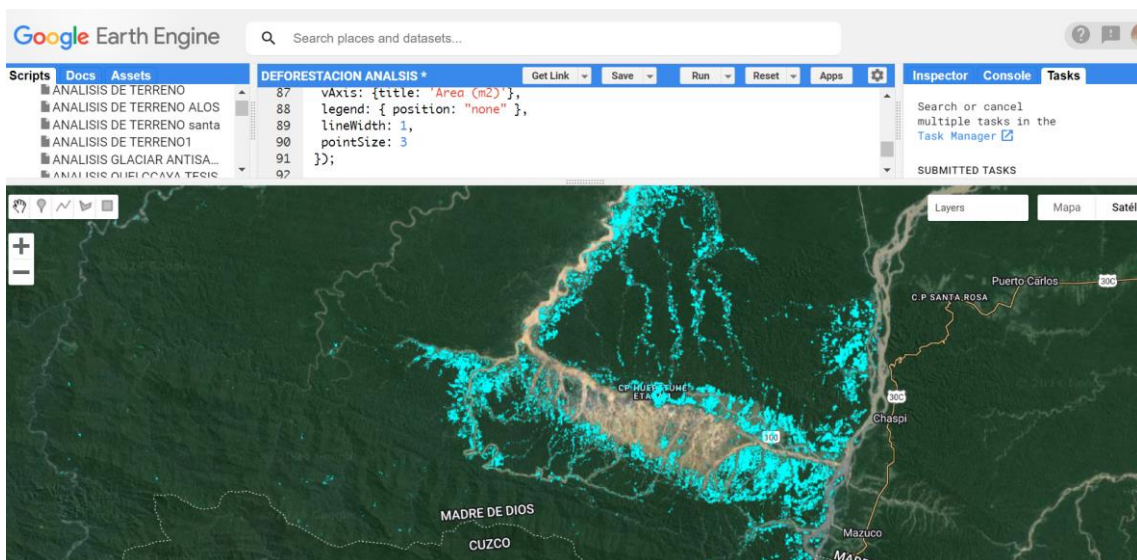 Google Earth Engine
Search places and datasets...
Scripts Docs Assets
ANALISIS DE TERRENO
ANALISIS DE TERRENO ALOS
ANALISIS DE TERRENO santa
ANALISIS DE TERRENO1
ANALISIS GLACIAR ANTISA...
ANALISIS QUELCCAYA TESIS
DEFORESTACION ANALSIS *
Get Link Save Run Reset Apps
87 vAxis: {title: 'Area (m2)'},
88 legend: { position: "none" },
89 lineWidth: 1,
90 pointSize: 3
91 });
92
Inspector Console Tasks
Search or cancel
multiple tasks in the
Task Manager
SUBMITTED TASKS
Layers
Mapa Satél
Puerto Carlos
30C
C.P SANTA ROSA
30C
Chaspi
100
MADRE DE DIOS
CUZCO
Mazuco